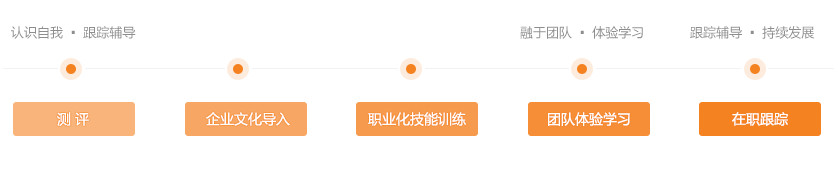 认识自我 ▪ 跟踪辅导
融于团队 ▪ 体验学习
跟踪辅导 ▪ 持续发展
测 评
企业文化导入
职业化技能训练
团队体验学习
在职跟踪